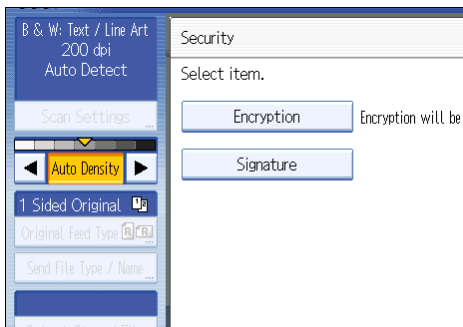 B & W: Text / Line Art
200 dpi
Auto Detect
Scan Settings
Auto Density
1 Sided Original
Original Feed Type
Send File Type / Name
Security
Select item.
Encryption
Encryption will be
Signature